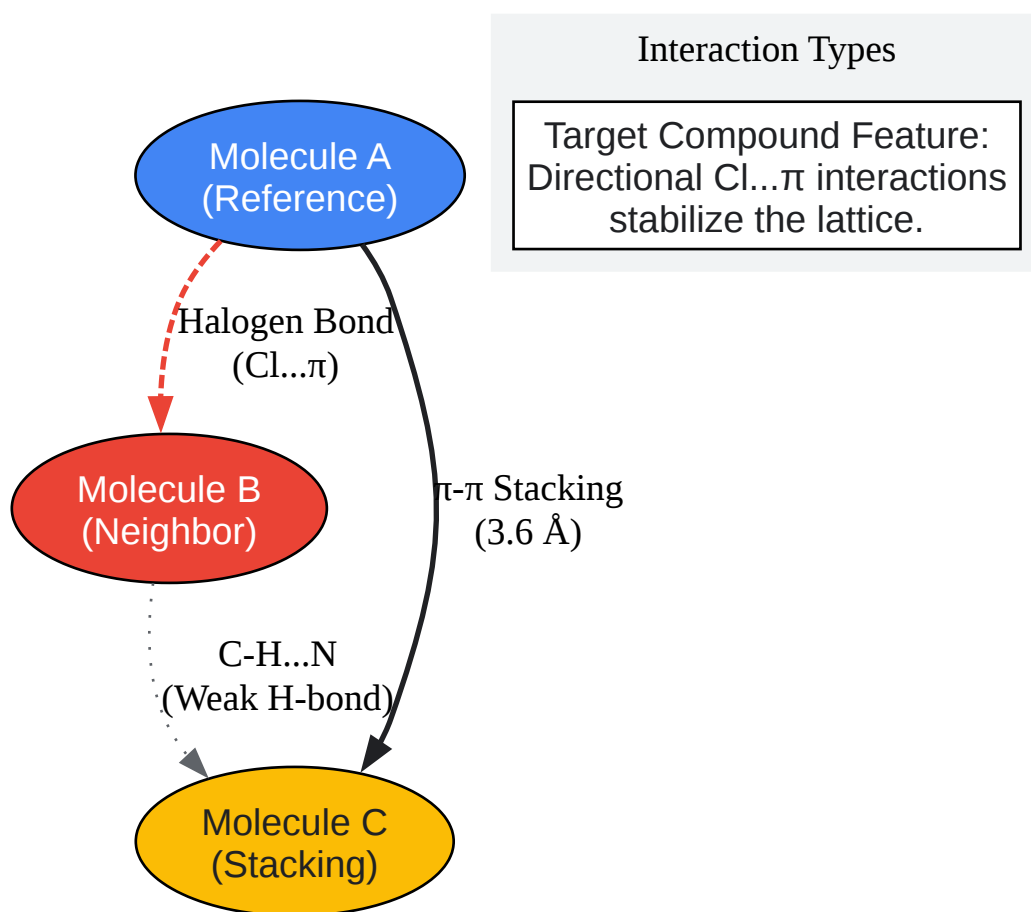 Interaction Types
Target Compound Feature:
Directional Cl...π interactions
stabilize the lattice.
Molecule A
(Reference)
Halogen Bond
(Cl...π)
Molecule B
(Neighbor)
π-π Stacking
(3.6 Å)
C-H...N
(Weak H-bond)
Molecule C
(Stacking)